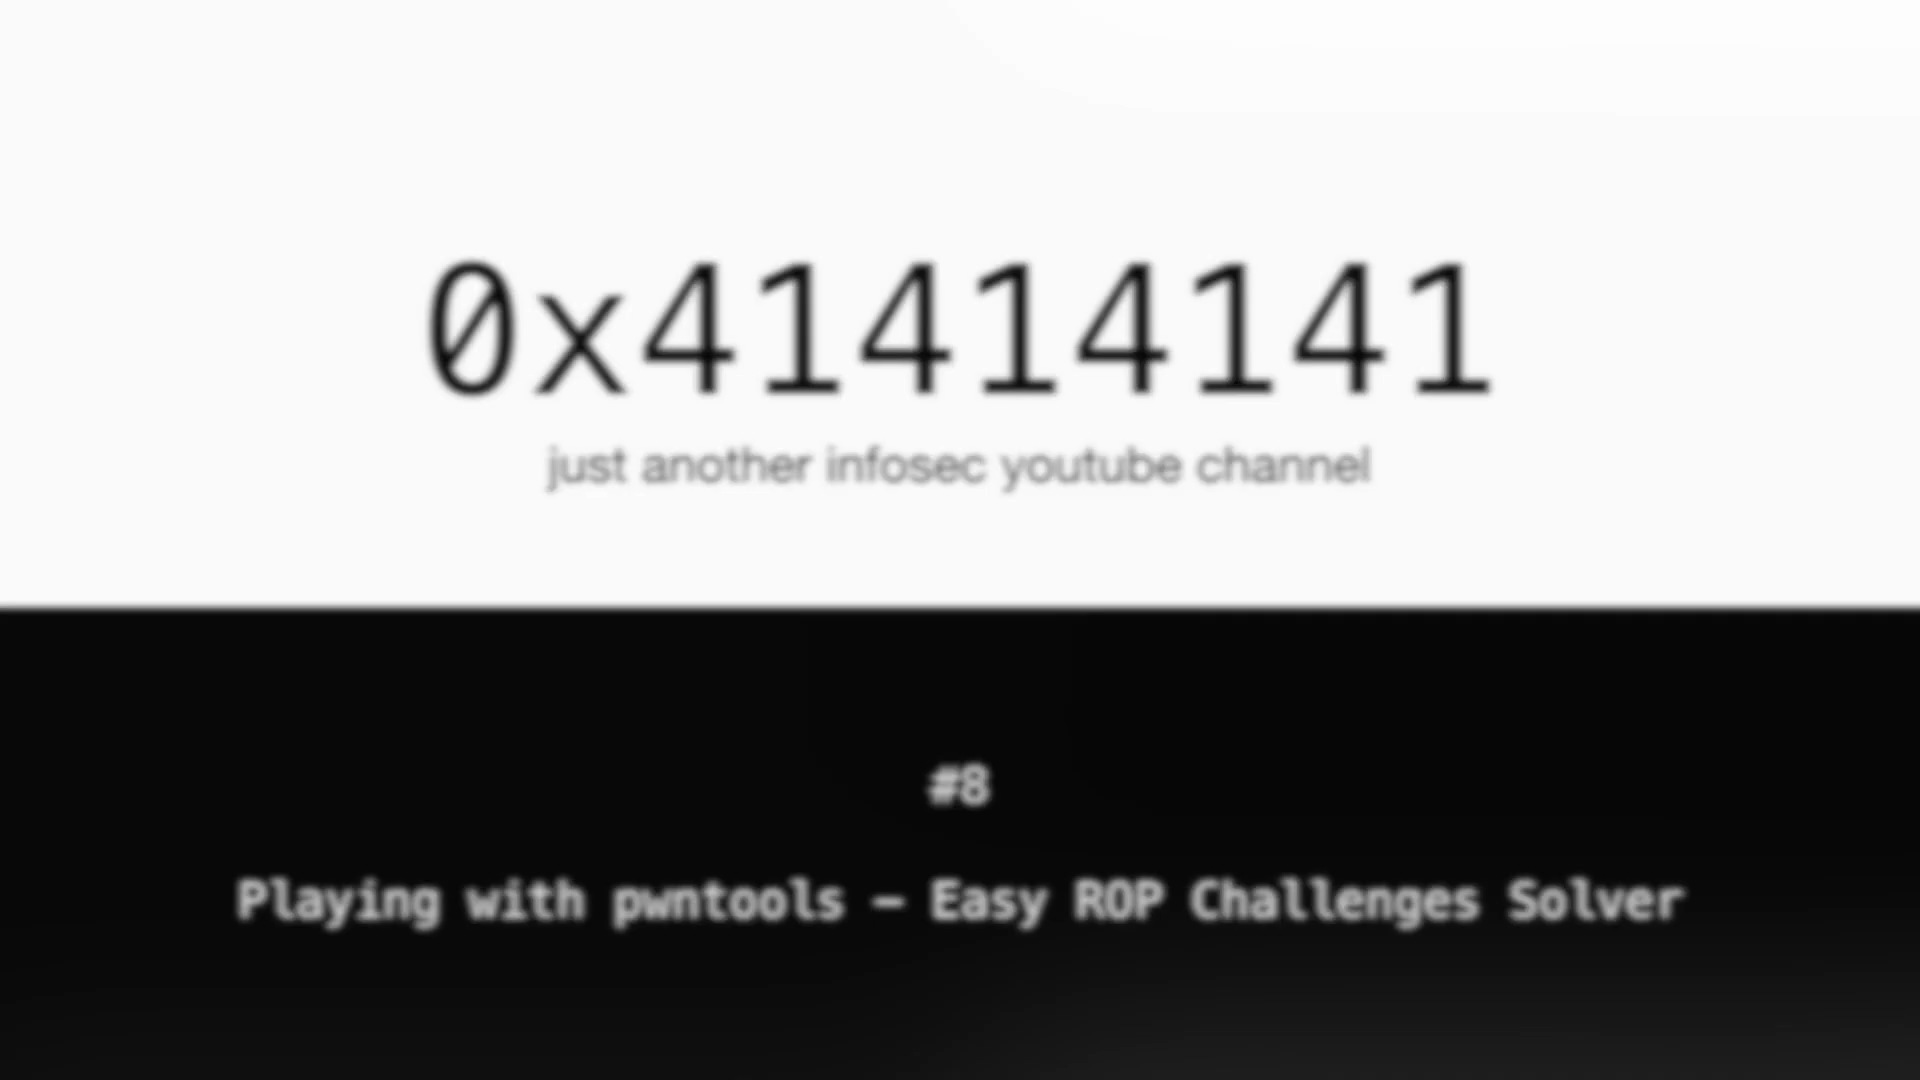 0x41414141
just another infosec youtube channel
#8
Playing with pwntools – Easy ROP Challenges Solver